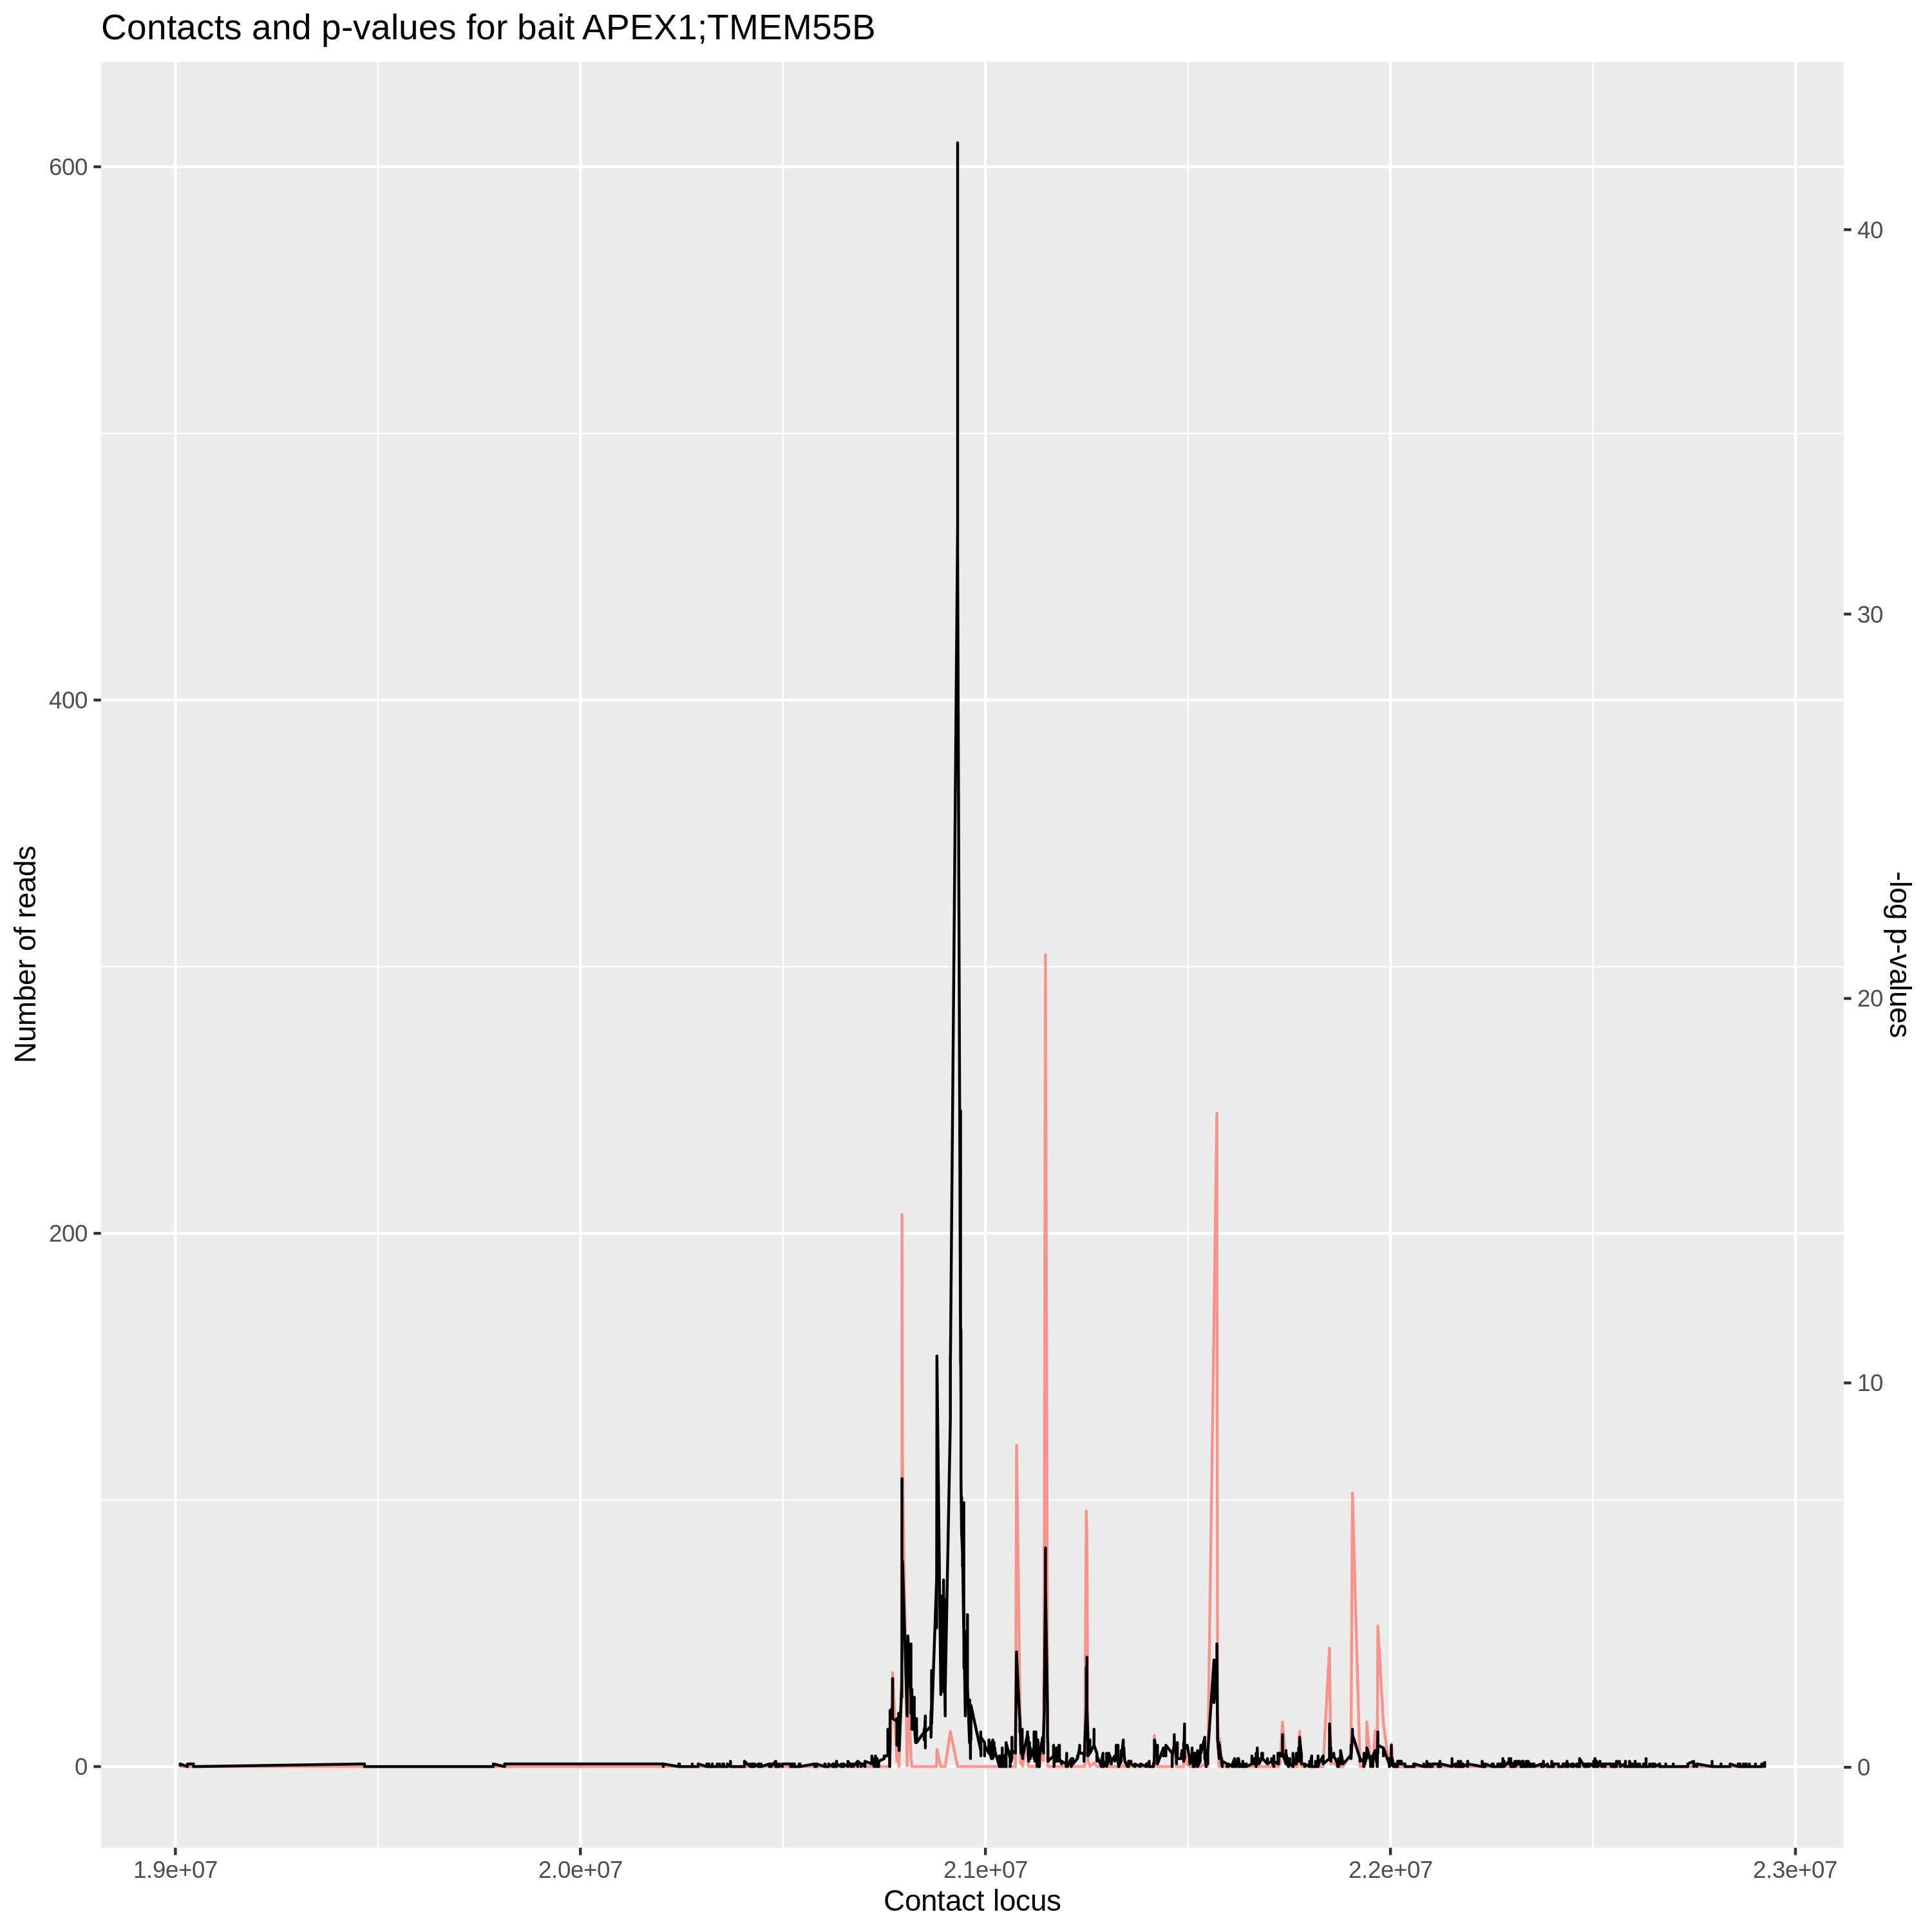 Contacts and p-values for bait APEX1;TMEM55B
600
400
200
0
Number of reads
40
30
20
10
0
-log p-values
1.9e+07 2.0e+07 2.1e+07 2.2e+07 2.3e+07
Contact locus